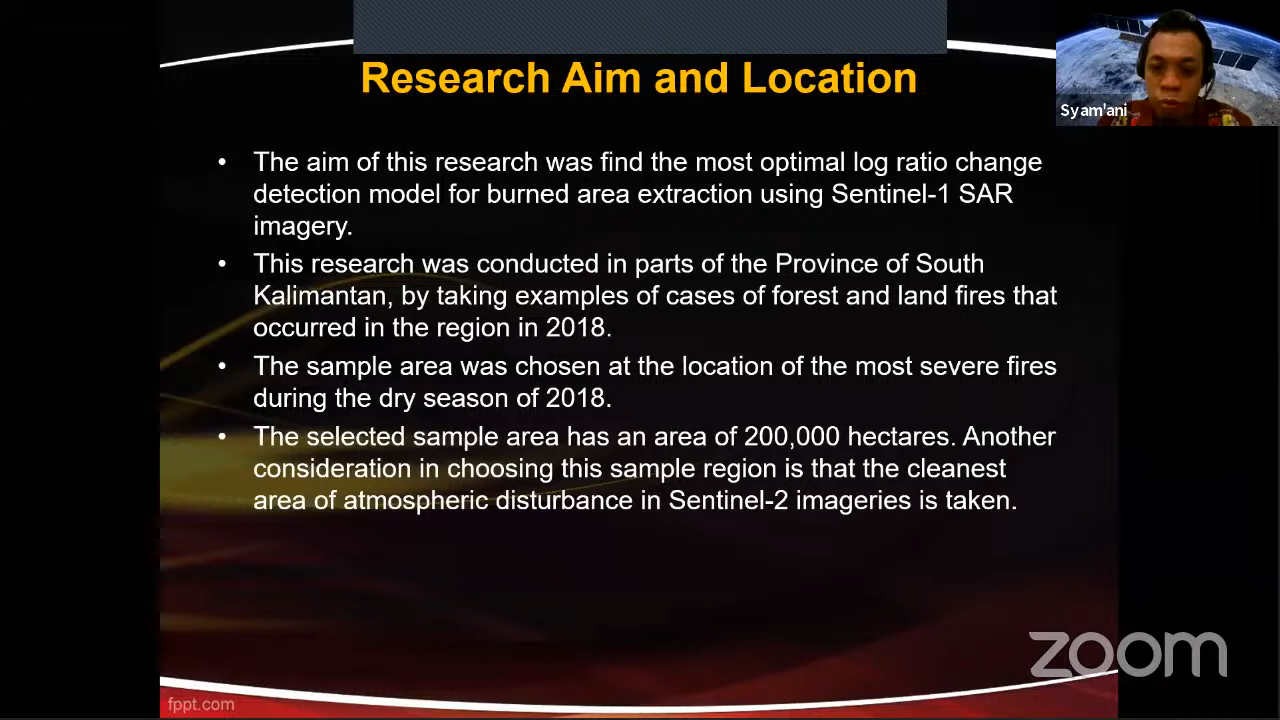 Research Aim and Location
Syam'ani
• The aim of this research was find the most optimal log ratio change
detection model for burned area extraction using Sentinel-1 SAR
imagery.
• This research was conducted in parts of the Province of South
Kalimantan, by taking examples of cases of forest and land fires that
occurred in the region in 2018.
• The sample area was chosen at the location of the most severe fires
during the dry season of 2018.
• The selected sample area has an area of 200,000 hectares. Another
consideration in choosing this sample region is that the cleanest
area of atmospheric disturbance in Sentinel-2 imageries is taken.
zoom
fppt.com